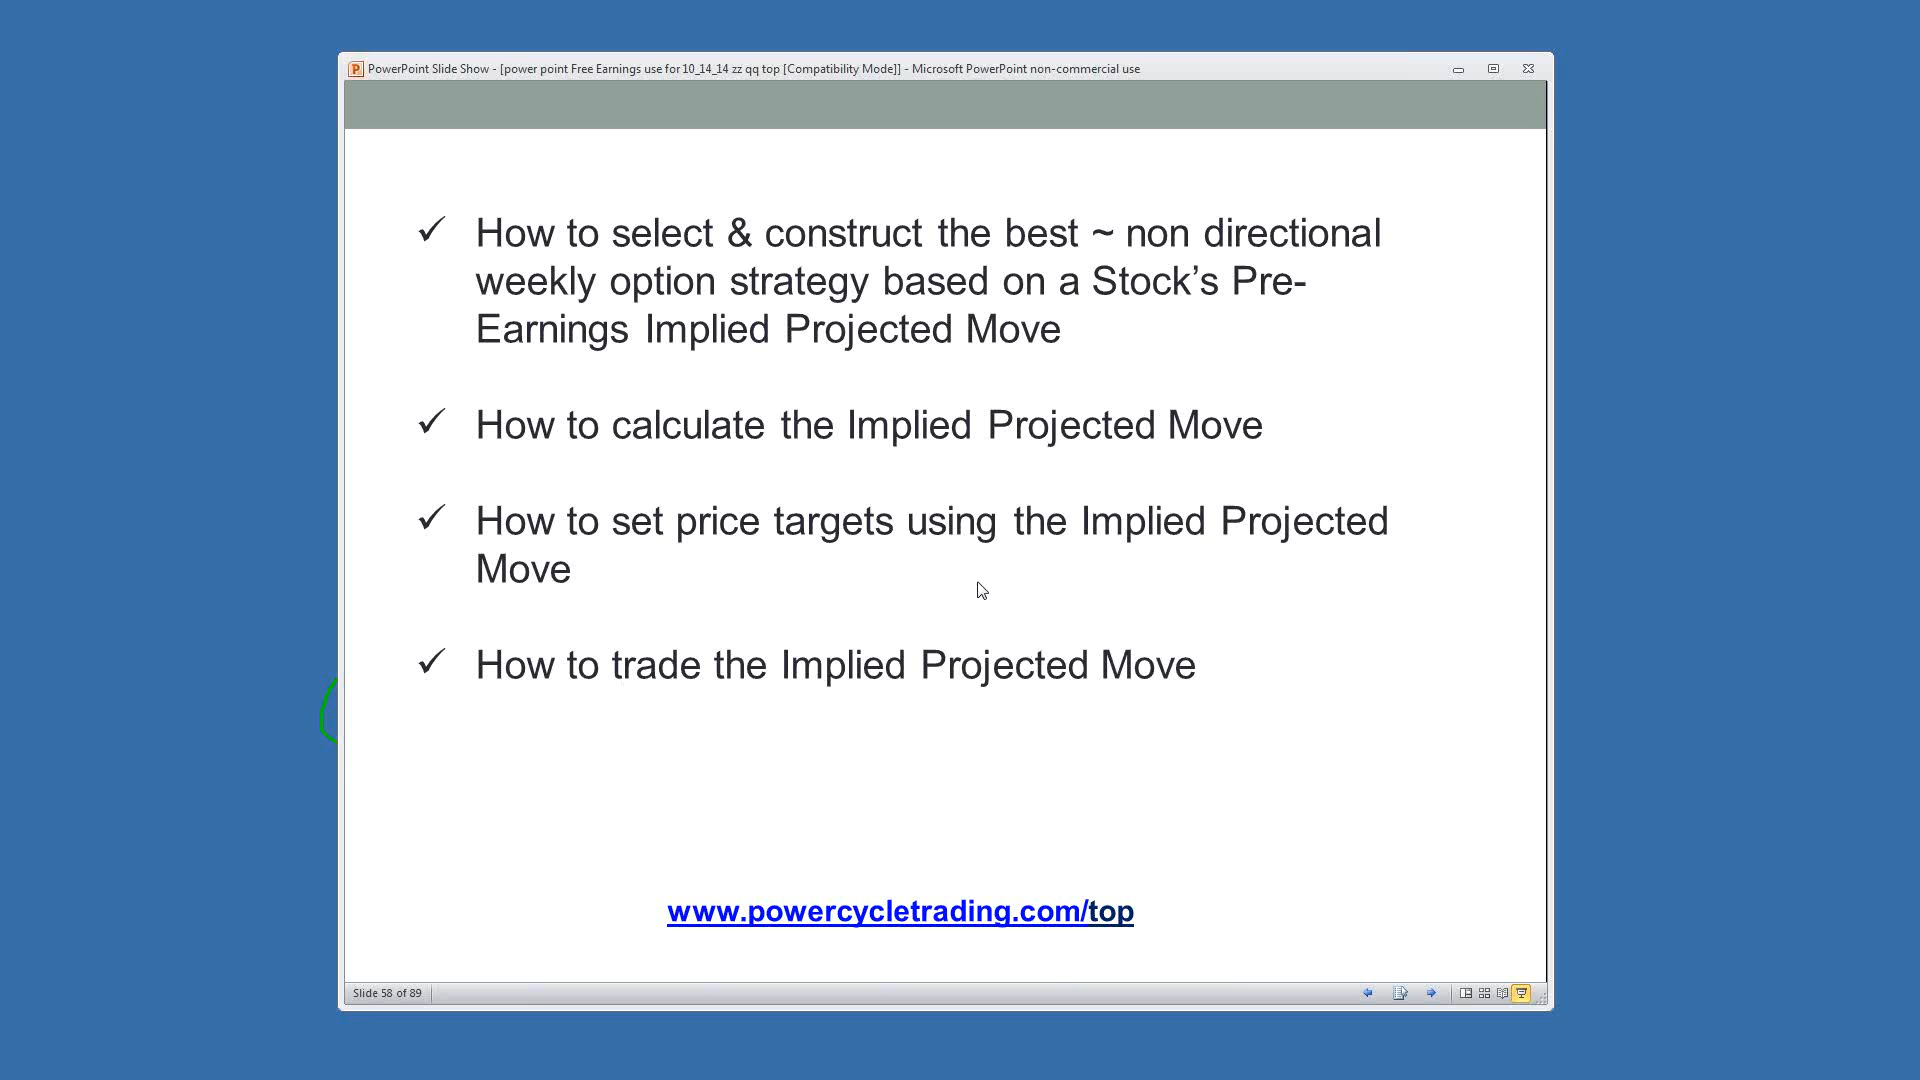 PowerPoint Slide Show - [power point Free Earnings use for 10_14_14 zz qq top [Compatibility Mode]] - Microsoft PowerPoint non-commercial use
✓ How to select & construct the best ~ non directional
weekly option strategy based on a Stock’s Pre-
Earnings Implied Projected Move
✓ How to calculate the Implied Projected Move
✓ How to set price targets using the Implied Projected
Move
✓ How to trade the Implied Projected Move
www.powercycletrading.com/top
Slide 58 of 89